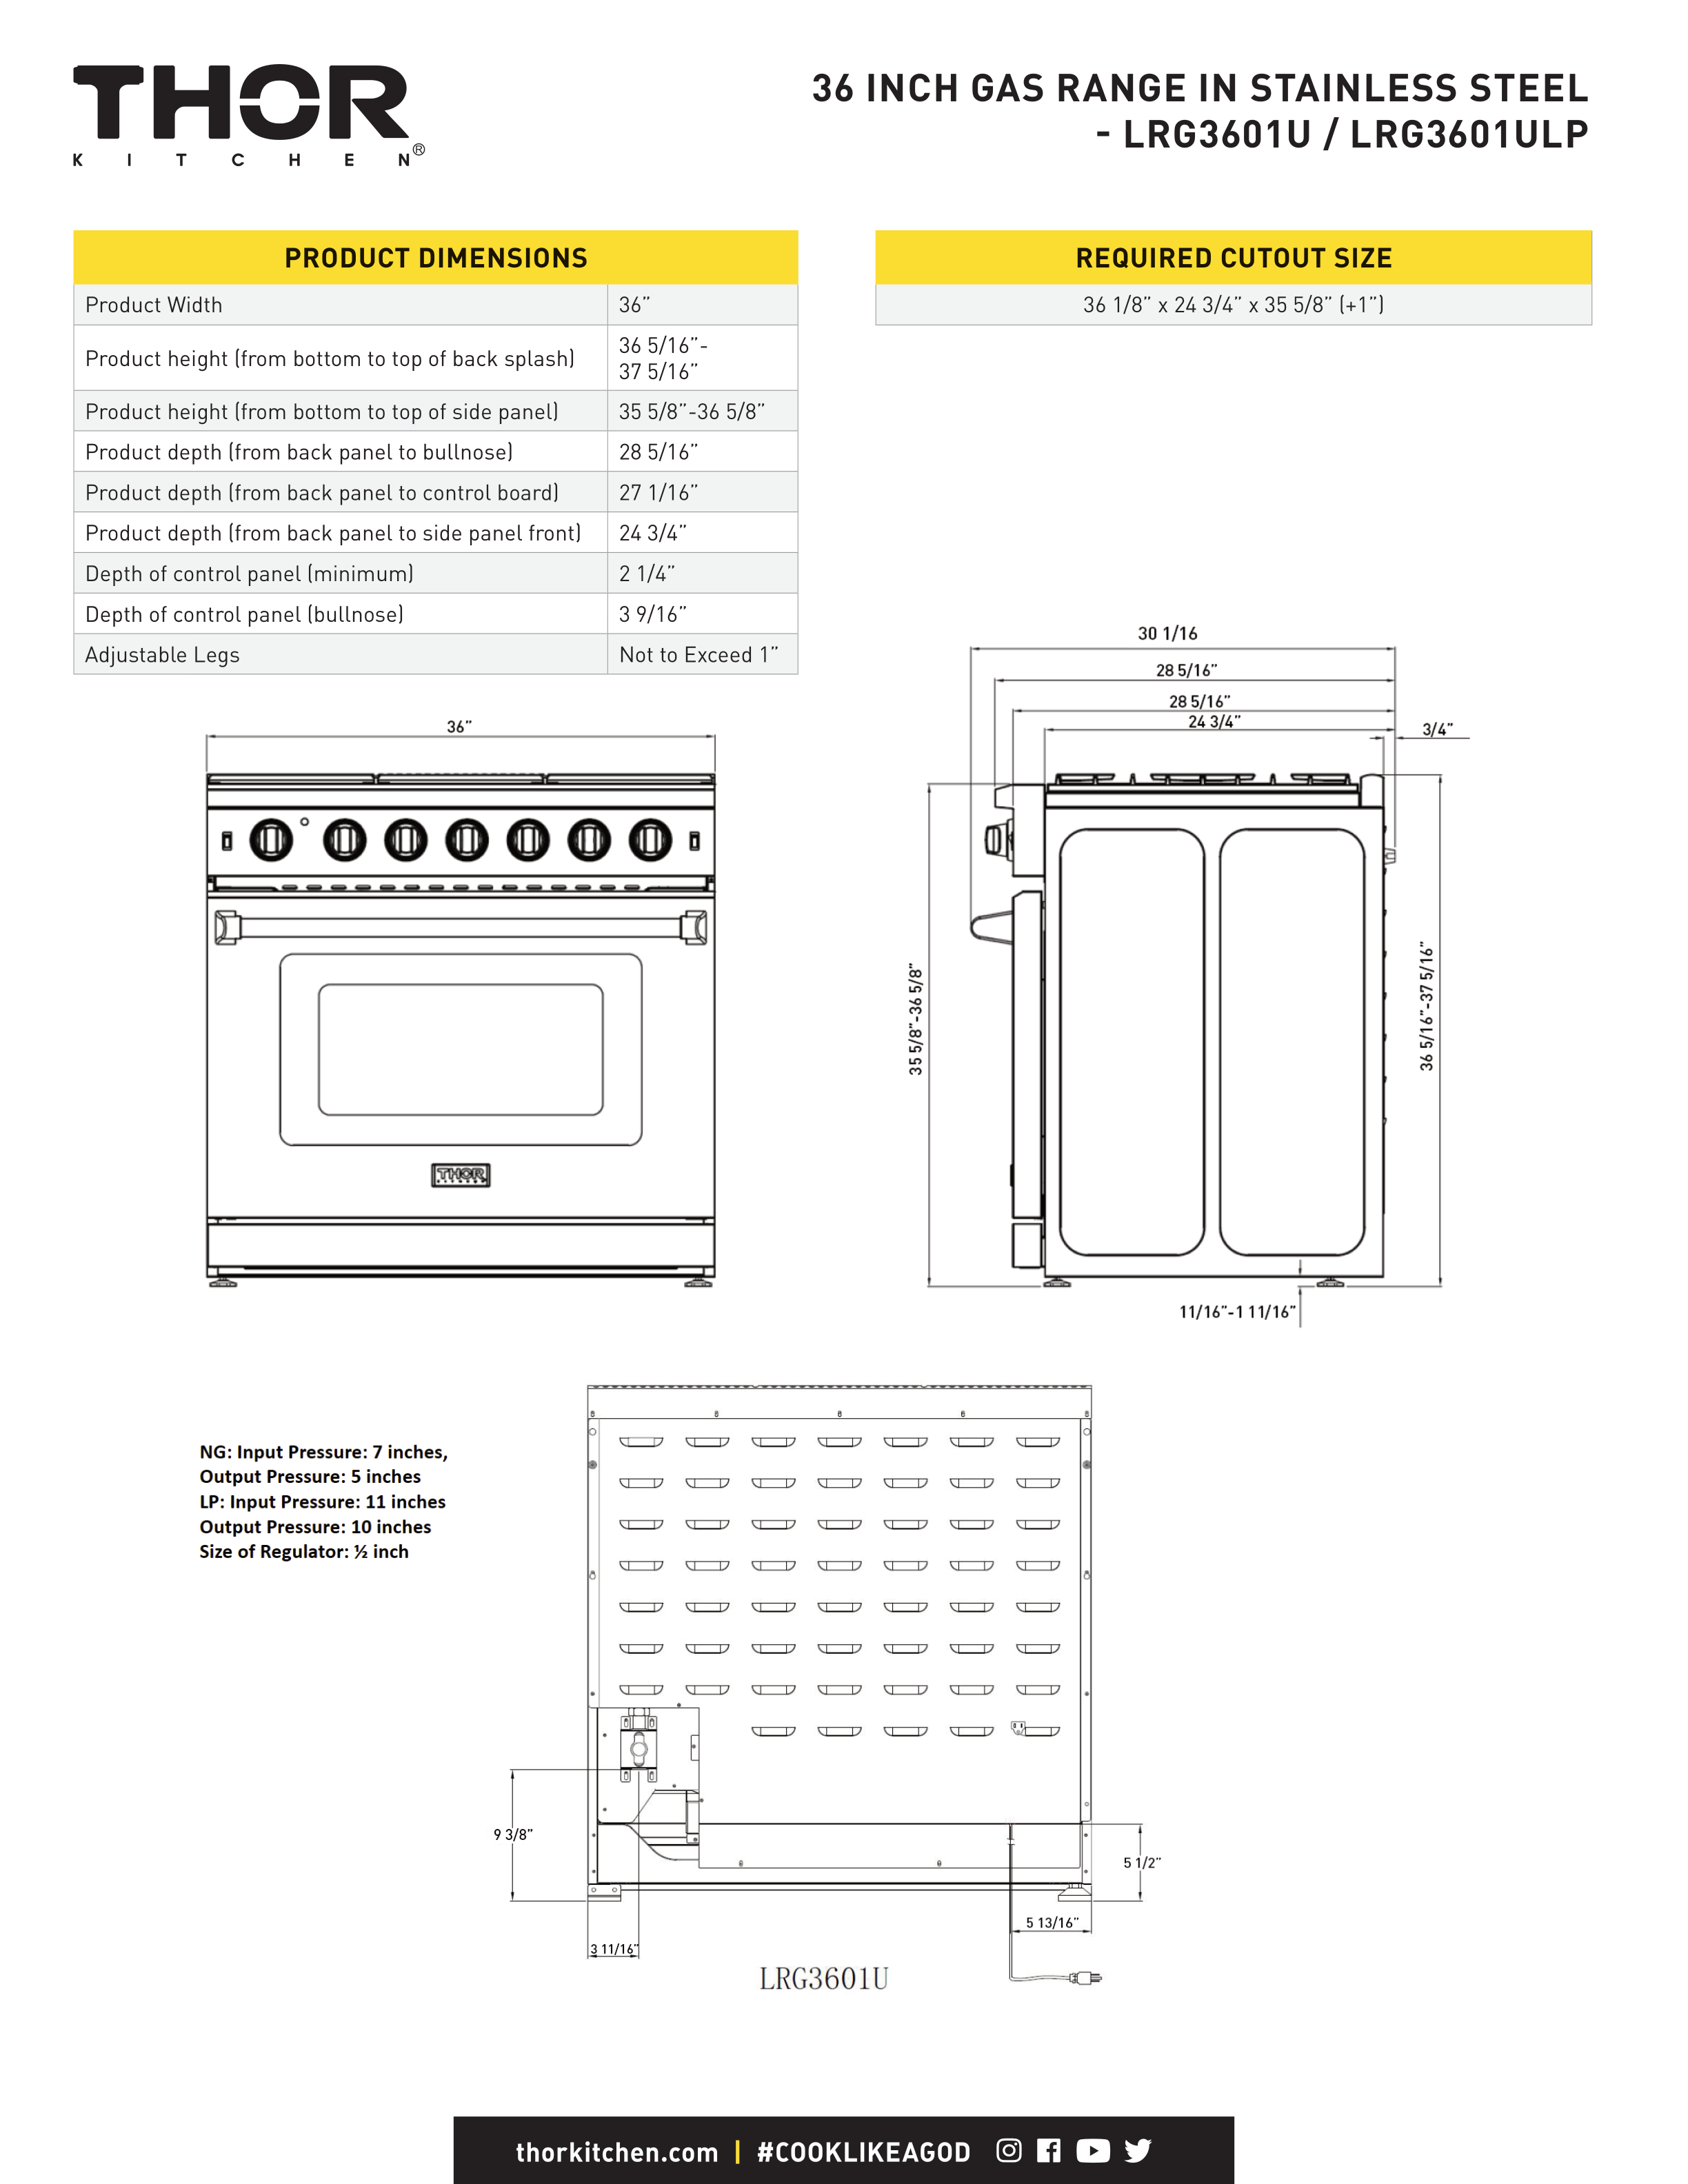 THOR
KITCHEN®
36 INCH GAS RANGE IN STAINLESS STEEL
- LRG3601U / LRG3601ULP
PRODUCT DIMENSIONS
Product Width 36”
Product height (from bottom to top of back splash) 36 5/16”-
37 5/16”
Product height (from bottom to top of side panel) 35 5/8”-36 5/8”
Product depth (from back panel to bullnose) 28 5/16”
Product depth (from back panel to control board) 27 1/16”
Product depth (from back panel to side panel front) 24 3/4”
Depth of control panel (minimum) 2 1/4”
Depth of control panel (bullnose) 3 9/16”
Adjustable Legs Not to Exceed 1”
REQUIRED CUTOUT SIZE
36 1/8” x 24 3/4” x 35 5/8” (+1”)
36”
THOR
30 1/16
28 5/16”
28 5/16”
24 3/4”
3/4”
35 5/8”-36 5/8”
36 5/16”-37 5/16”
11/16”-1 11/16”
NG: Input Pressure: 7 inches,
Output Pressure: 5 inches
LP: Input Pressure: 11 inches
Output Pressure: 10 inches
Size of Regulator: ½ inch
9 3/8”
5 1/2”
5 13/16”
3 11/16”
LRG3601U
thorkitchen.com | #COOKLIKEAGOD